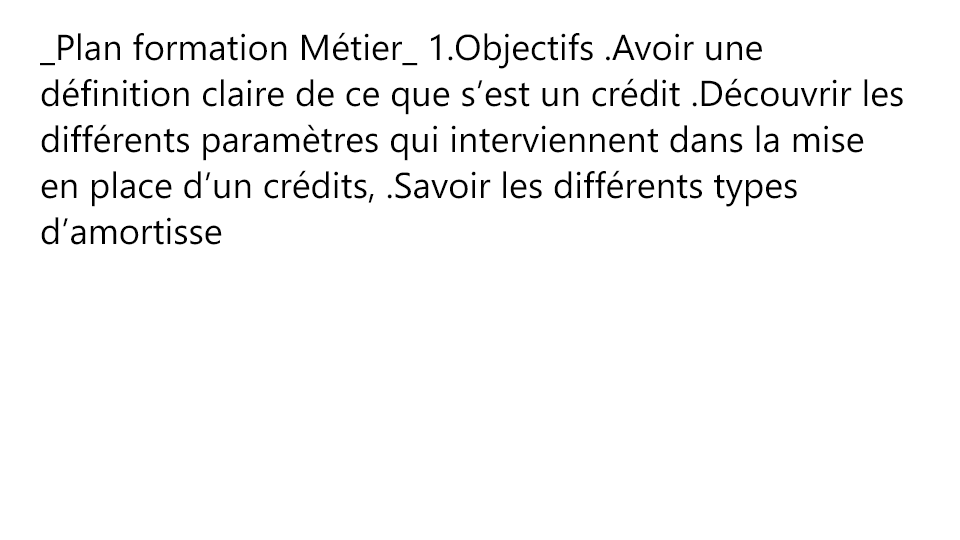 _Plan formation Métier_ 1.Objectifs .Avoir une
définition claire de ce que s’est un crédit .Découvrir les
différents paramètres qui interviennent dans la mise
en place d’un crédits, .Savoir les différents types
d’amortisse